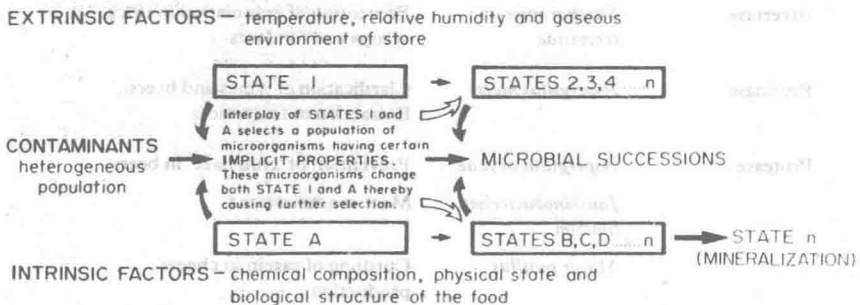 EXTRINSIC FACTORS — temperature, relative humidity and gaseous
environment of store
STATE 1
STATES 2,3,4 n
Interplay of STATES 1 and
A selects a population of
microorganisms having certain
IMPLICIT PROPERTIES.
These microorganisms change
both STATE 1 and A thereby
causing further selection.
CONTAMINANTS
heterogeneous
population
MICROBIAL SUCCESSIONS
STATE A
STATES B,C,D n
STATE n
(MINERALIZATION)
INTRINSIC FACTORS — chemical composition, physical state and
biological structure of the food